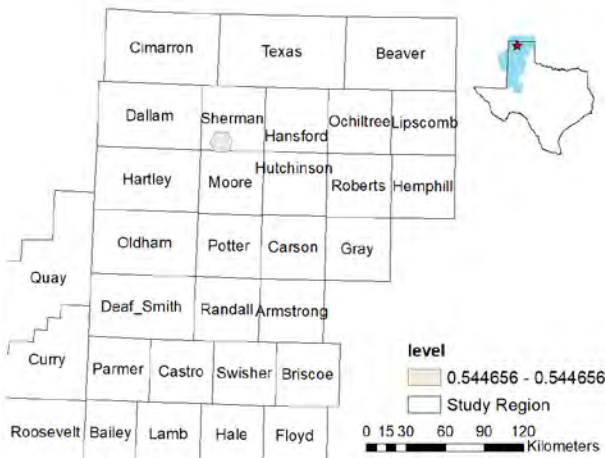 Cimarron Texas Beaver
Dallam Sherman Hansford Ochiltree Lipscomb
Hartley Moore Hutchinson Roberts Hemphill
Oldham Potter Carson Gray
Quay
Deaf_Smith Randall Armstrong
Curry Parmer Castro Swisher Briscoe
Roosevelt Bailey Lamb Hale Floyd
level
0.544656 - 0.544656
Study Region
0 15 30 60 90 120
Kilometers